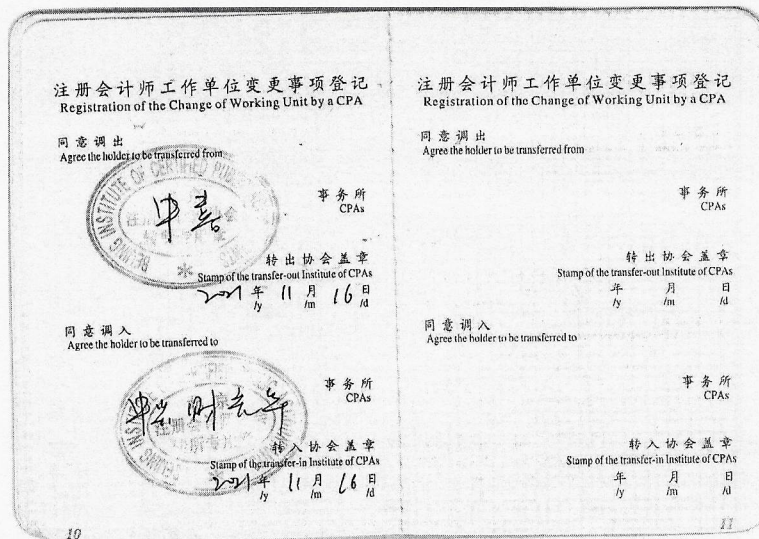 注册会计师工作单位变更事项登记
Registration of the Change of Working Unit by a CPA
同意调出
Agree the holder to be transferred from
BEIJING INSTITUTE OF CERTIFIED
中喜
事务所
CPAs
转出协会盖章
Stamp of the transfer-out Institute of CPAs
2021 年 11 月 16 日
/y /m /d
同意调入
Agree the holder to be transferred to
事务所
CPAs
注册会
转入协会盖章
Stamp of the transfer-in Institute of CPAs
2021 年 11 月 16 日
/y /m /d
10
注册会计师工作单位变更事项登记
Registration of the Change of Working Unit by a CPA
同意调出
Agree the holder to be transferred from
事务所
CPAs
转出协会盖章
Stamp of the transfer-out Institute of CPAs
年 月 日
/y /m /d
同意调入
Agree the holder to be transferred to
事务所
CPAs
转入协会盖章
Stamp of the transfer-in Institute of CPAs
年 月 日
/y /m /d
11